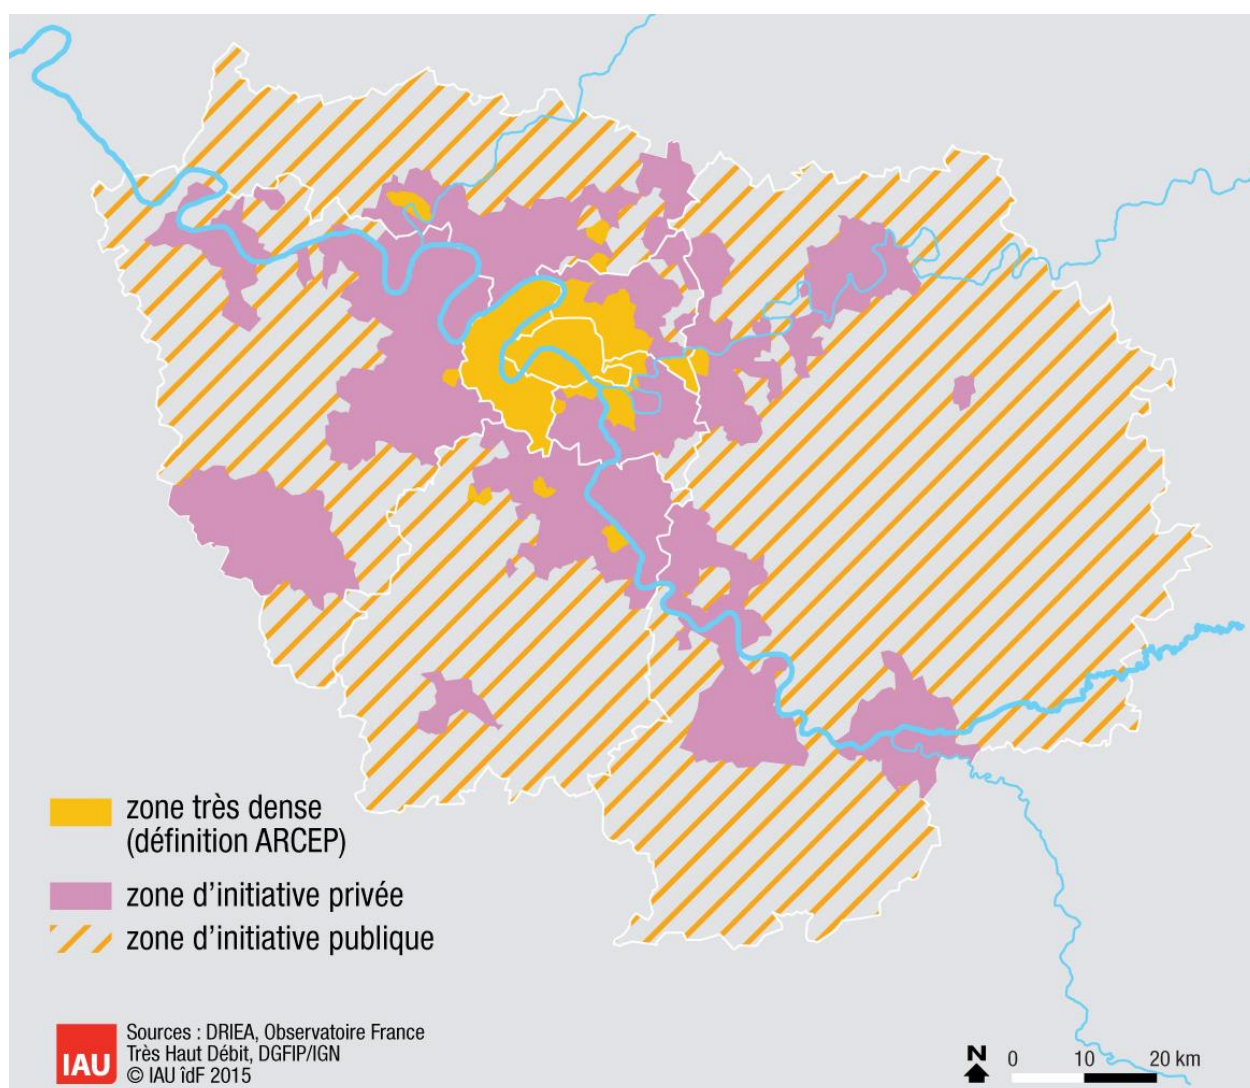 zone très dense
(définition ARCEP)
zone d'initiative privée
zone d'initiative publique
IAU
Sources : DRIEA, Observatoire France
Très Haut Débit, DGFIP/IGN
© IAU îdF 2015
N
0 10 20 km